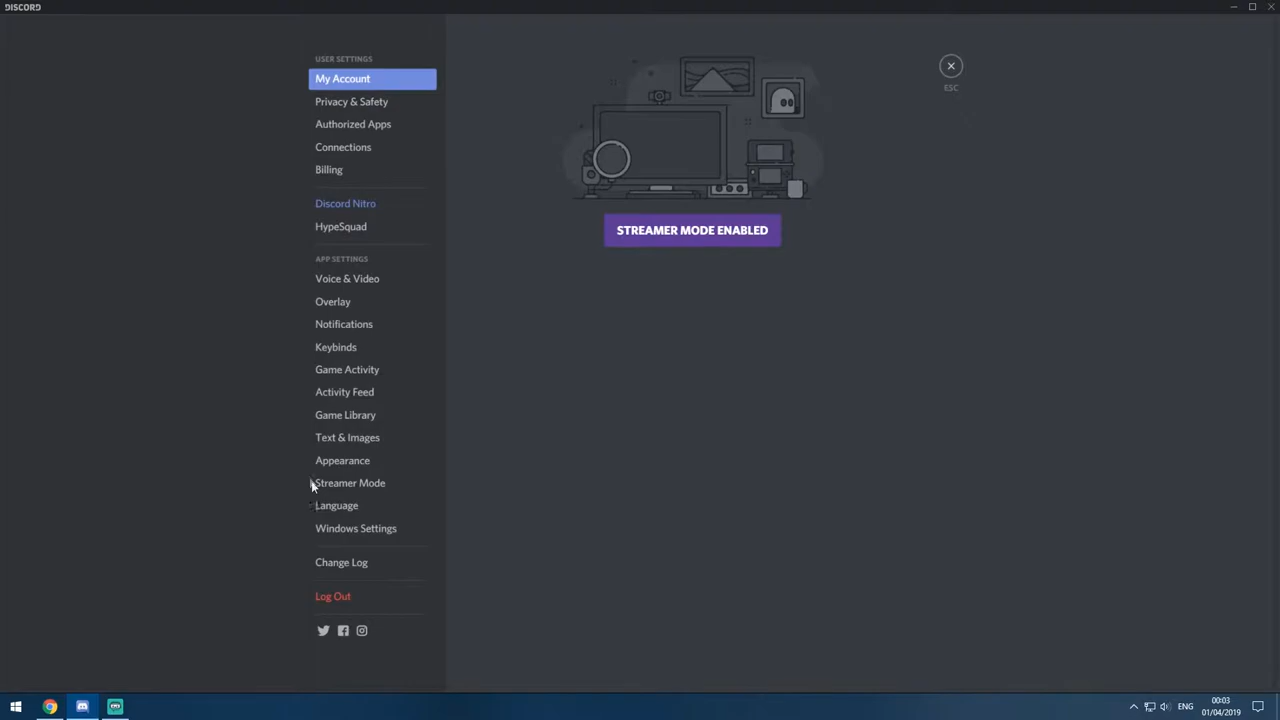 DISCORD
USER SETTINGS
My Account
Privacy & Safety
Authorized Apps
Connections
Billing
Discord Nitro
HypeSquad
APP SETTINGS
Voice & Video
Overlay
Notifications
Keybinds
Game Activity
Activity Feed
Game Library
Text & Images
Appearance
Streamer Mode
Language
Windows Settings
Change Log
Log Out
STREAMER MODE ENABLED
ESC
ENG
00:03
01/04/2019